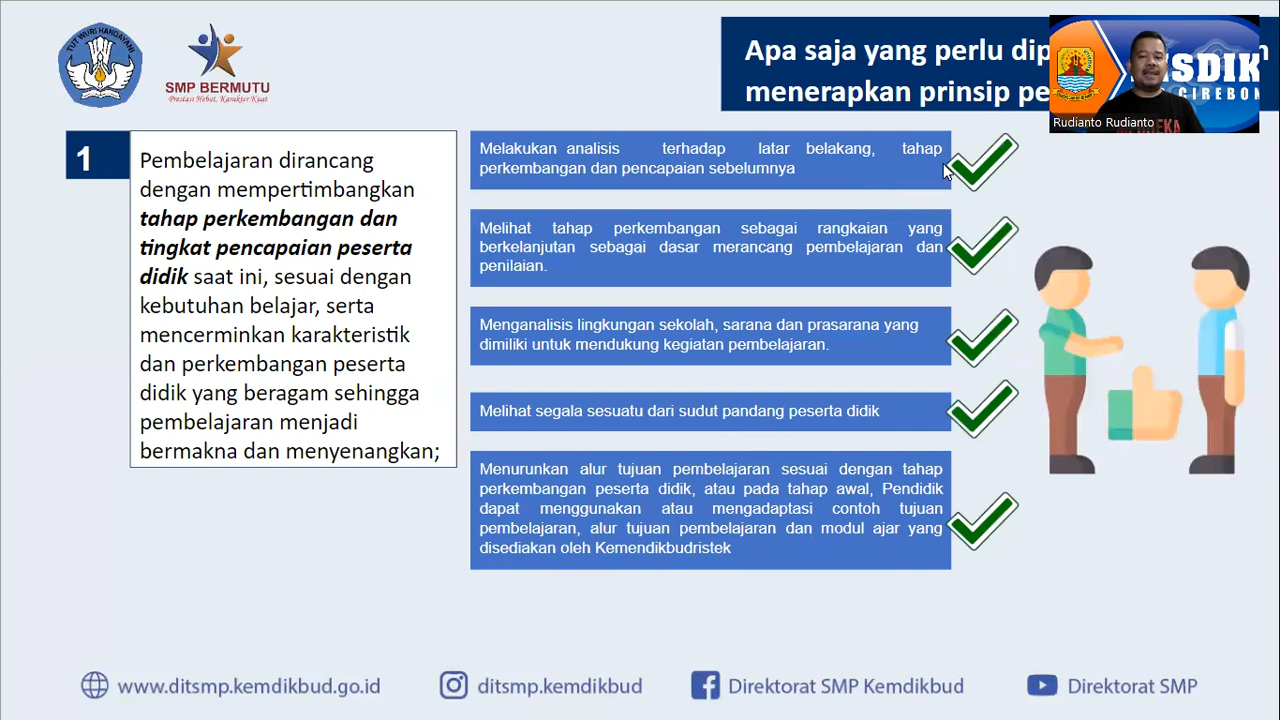 TUT WURI HANDAYANI
SMP BERMUTU
Prestasi Hebat, Karakter Kuat
Apa saja yang perlu
menerapkan prinsip
CIREBON
Rudianto Rudianto
1
Pembelajaran dirancang
dengan mempertimbangkan
tahap perkembangan dan
tingkat pencapaian peserta
didik saat ini, sesuai dengan
kebutuhan belajar, serta
mencerminkan karakteristik
dan perkembangan peserta
didik yang beragam sehingga
pembelajaran menjadi
bermakna dan menyenangkan;
Melakukan analisis terhadap latar belakang, tahap
perkembangan dan pencapaian sebelumnya
Melihat tahap perkembangan sebagai rangkaian yang
berkelanjutan sebagai dasar merancang pembelajaran dan
penilaian.
Menganalisis lingkungan sekolah, sarana dan prasarana yang
dimiliki untuk mendukung kegiatan pembelajaran.
Melihat segala sesuatu dari sudut pandang peserta didik
Menurunkan alur tujuan pembelajaran sesuai dengan tahap
perkembangan peserta didik, atau pada tahap awal, Pendidik
dapat menggunakan atau mengadaptasi contoh tujuan
pembelajaran, alur tujuan pembelajaran dan modul ajar yang
disediakan oleh Kemendikbudristek
www.ditsmp.kemdikbud.go.id
ditsmp.kemdikbud
Direktorat SMP Kemdikbud
Direktorat SMP